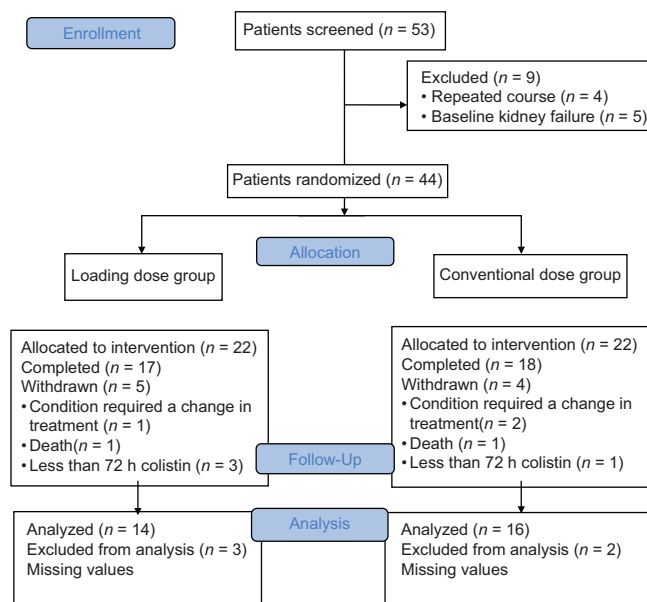 Enrollment
Patients screened (n = 53)
Excluded (n = 9)
• Repeated course (n = 4)
• Baseline kidney failure (n = 5)
Patients randomized (n = 44)
Allocation
Loading dose group
Conventional dose group
Allocated to intervention (n = 22)
Completed (n = 17)
Withdrawn (n = 5)
• Condition required a change in
treatment (n = 1)
• Death(n = 1)
• Less than 72 h colistin (n = 3)
Allocated to intervention (n = 22)
Completed (n = 18)
Withdrawn (n = 4)
• Condition required a change in
treatment(n = 2)
• Death (n = 1)
• Less than 72 h colistin (n = 1)
Follow-Up
Analysis
Analyzed (n = 14)
Excluded from analysis (n = 3)
Missing values
Analyzed (n = 16)
Excluded from analysis (n = 2)
Missing values